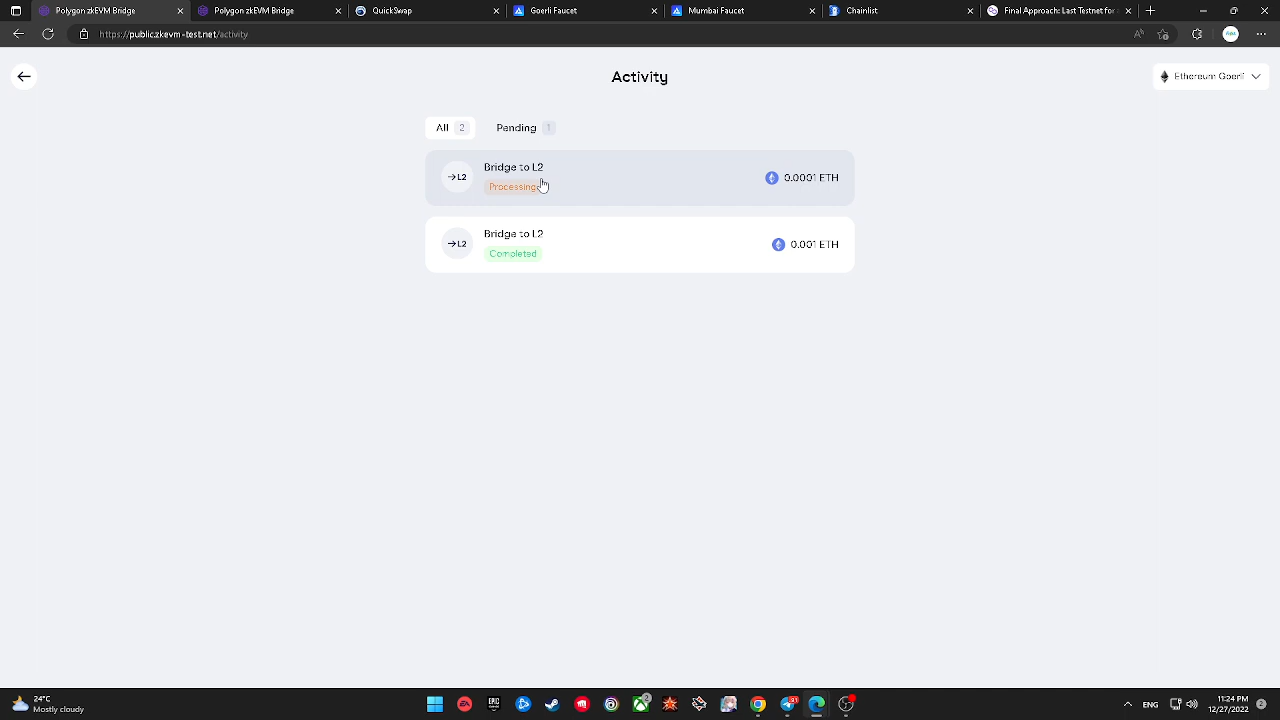 Polygon zkEVM Bridge
Polygon zkEVM Bridge
QuickSwap
Goerli Faucet
Mumbai Faucet
Chainlist
Final Approach: Last Testnet for
https://public.zkevm-test.net/activity
Activity
Ethereum Goerli
All 2
Pending 1
→L2
Bridge to L2
Processing
0.0001 ETH
→L2
Bridge to L2
Completed
0.001 ETH
24°C
Mostly cloudy
ENG
11:24 PM
12/27/2022